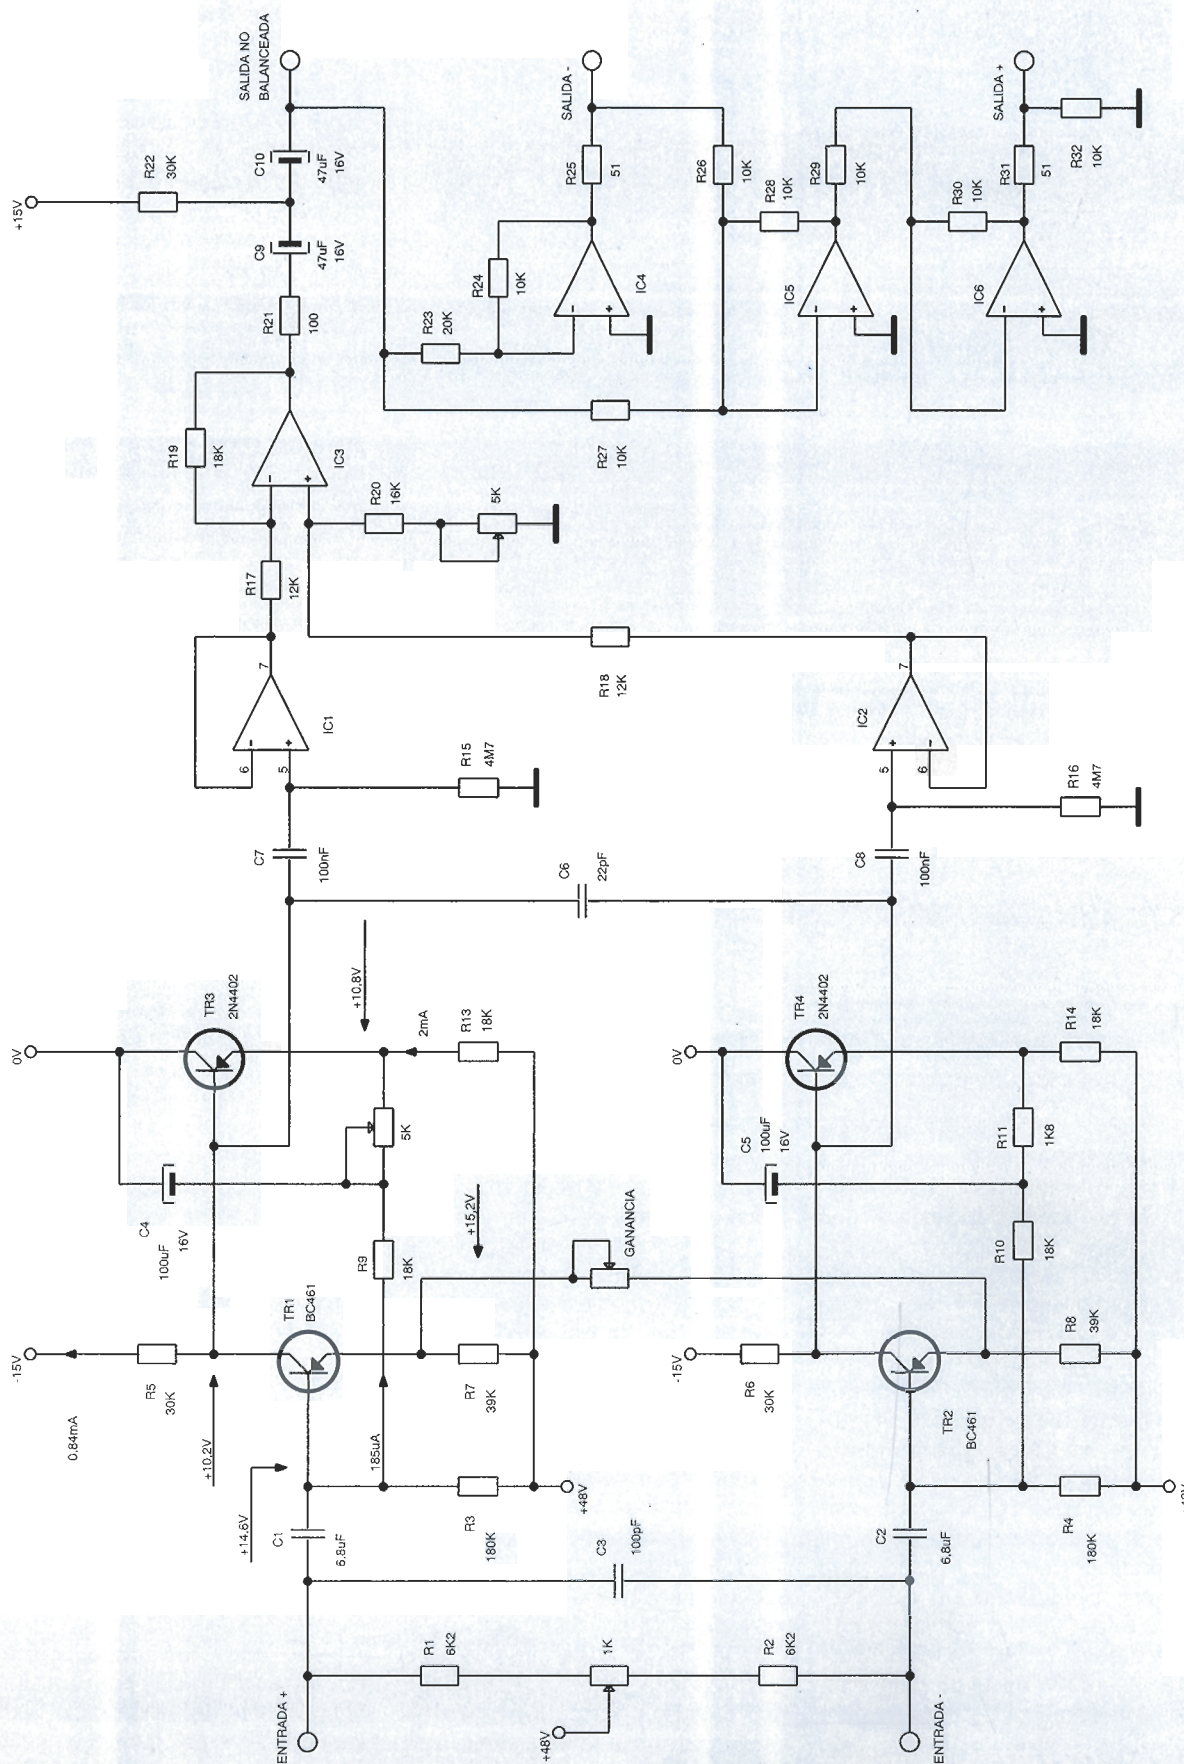 ENTRADA +
ENTRADA -
+48V
R1
6K2
1K
R2
6K2
C3
100pF
C1
6,8uF
C2
6,8uF
+14,6V
R3
180K
+48V
R4
180K
0.84mA
-15V
R5
30K
+10,2V
TR1
BC461
185uA
R7
39K
R9
18K
+15,2V
GANANCIA
-15V
R6
30K
TR2
BC461
R8
39K
R10
18K
C4
100uF
16V
5K
0V
TR3
2N4402
2mA
+10,8V
R13
18K
C5
100uF
16V
R11
1K8
0V
TR4
2N4402
R14
18K
C6
22pF
C7
100nF
C8
100nF
R15
4M7
R16
4M7
6
5
-
+
7
IC1
5
6
+
-
7
IC2
R17
12K
R18
12K
R19
18K
-
+
IC3
R20
16K
5K
R21
100
C9
47uF
16V
+15V
R22
30K
C10
47uF
16V
SALIDA NO
BALANCEADA
R23
20K
R24
10K
-
+
IC4
R25
51
SALIDA -
R26
10K
R27
10K
R28
10K
-
+
IC5
R29
10K
R30
10K
-
+
IC6
R31
51
SALIDA +
R32
10K